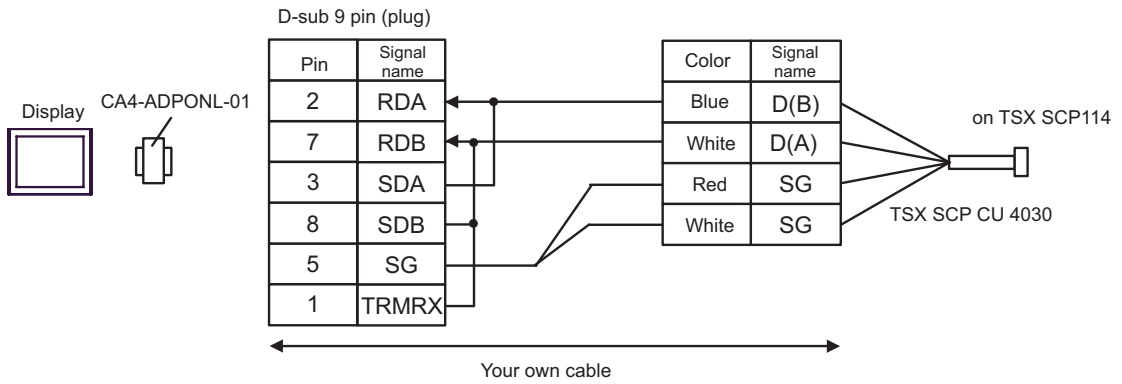 D-sub 9 pin (plug)
Pin Signal name
2 RDA
7 RDB
3 SDA
8 SDB
5 SG
1 TRMRX
Color Signal name
Blue D(B)
White D(A)
Red SG
White SG
Display
CA4-ADPONL-01
on TSX SCP114
TSX SCP CU 4030
Your own cable